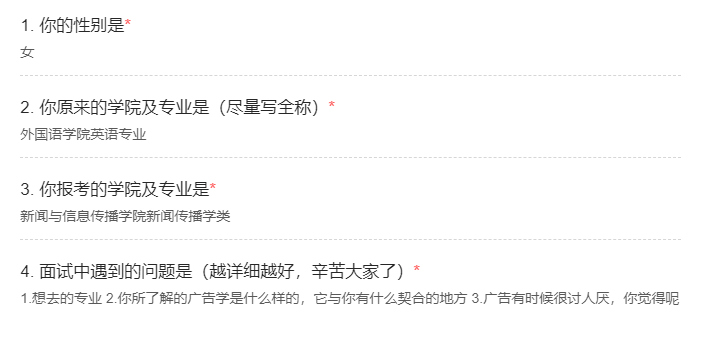 1. 你的性别是*
女
2. 你原来的学院及专业是（尽量写全称）*
外国语学院英语专业
3. 你报考的学院及专业是*
新闻与信息传播学院新闻传播学类
4. 面试中遇到的问题是（越详细越好，辛苦大家了）*
1.想去的专业 2.你所了解的广告学是什么样的，它与你有什么契合的地方 3.广告有时候很讨人厌，你觉得呢